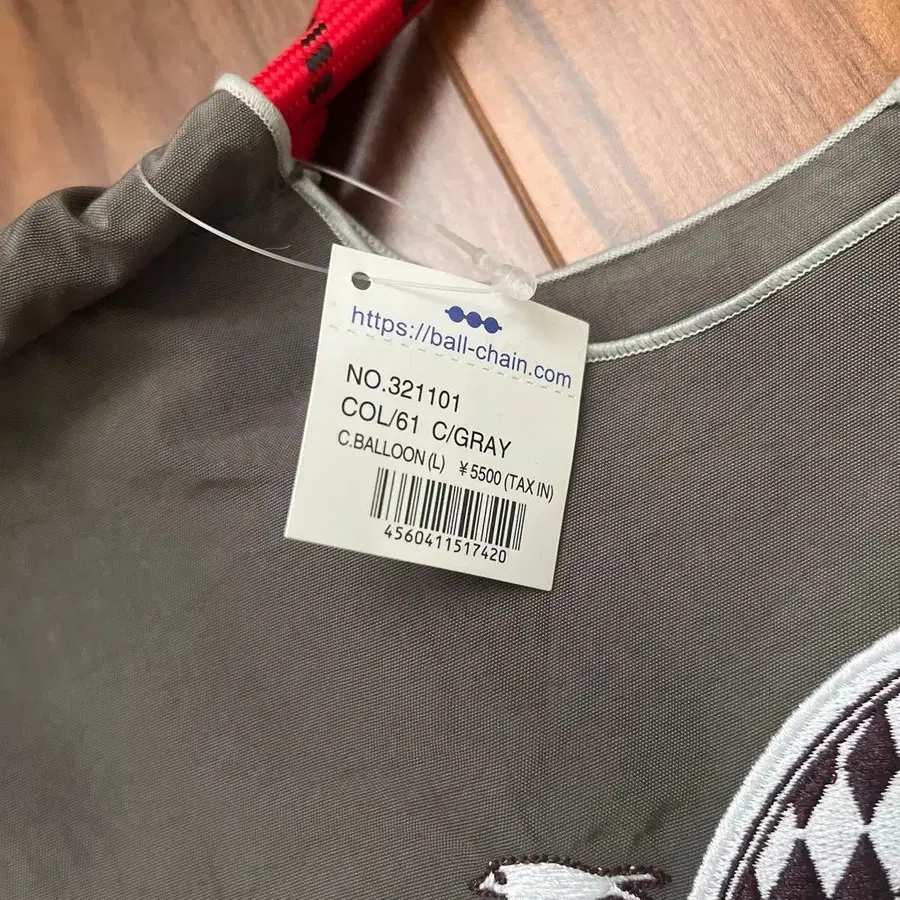 https://ball-chain.com
NO.321101
COL/61 C/GRAY
C.BALLOON(L) ¥5500(TAX IN)
4560411517420